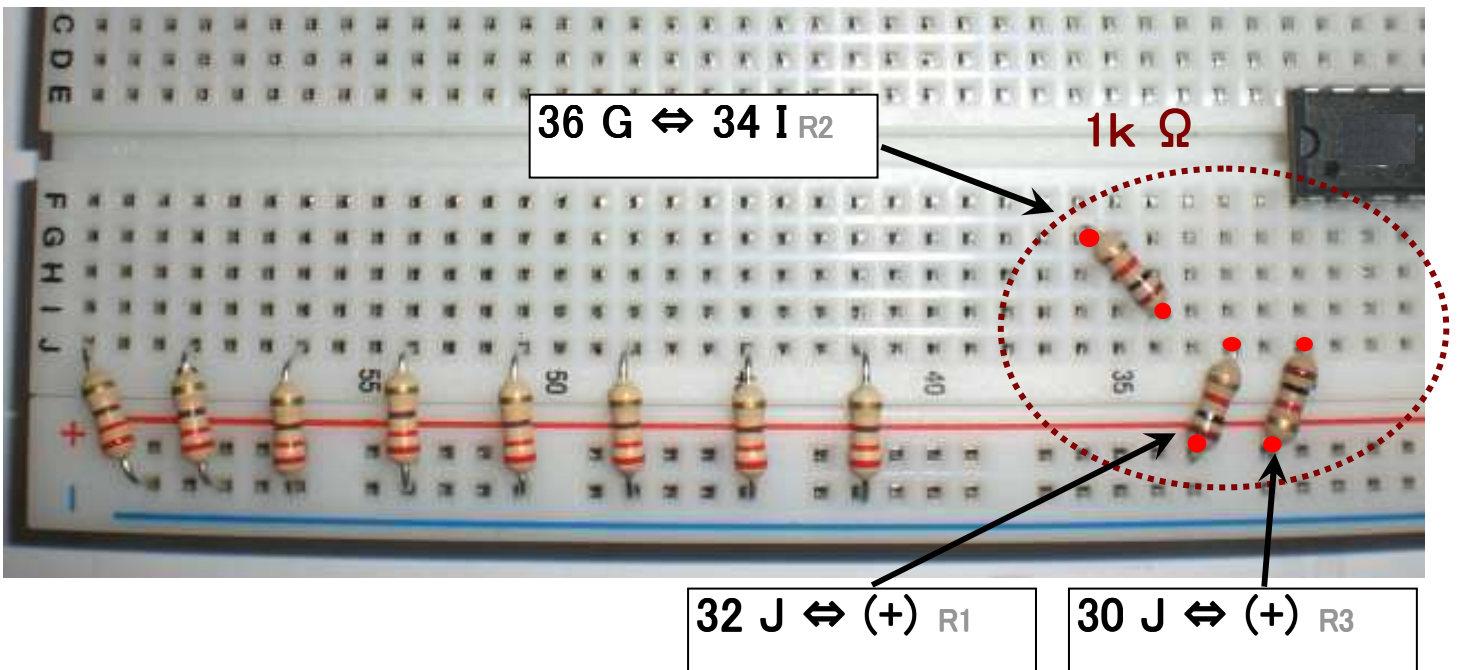 C
D
E
36 G ⇔ 34 I R2
1k Ω
F
G
H
I
J
55
50
40
35
+
−
32 J ⇔ (+) R1
30 J ⇔ (+) R3